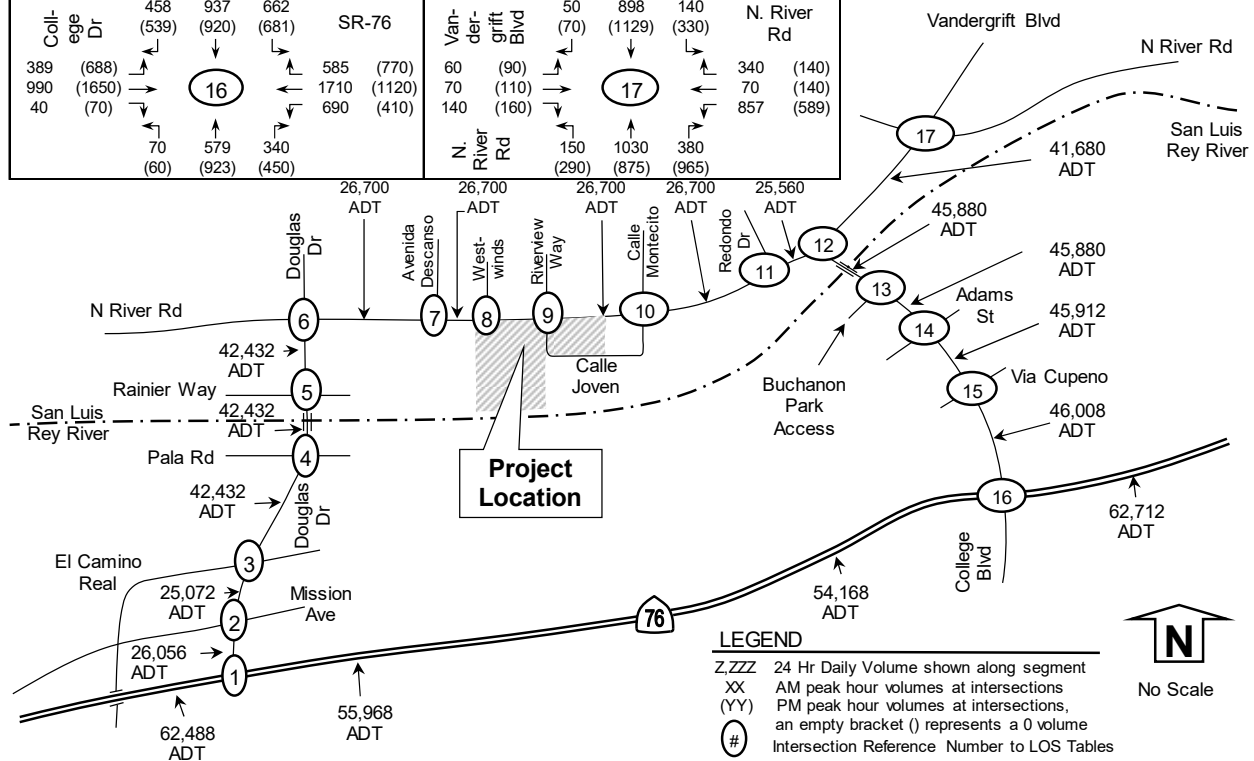 Coll-
ege
Dr
458 937 662
(539) (920) (681)
SR-76
389 (688)
990 (1650)
40 (70)
16
585 (770)
1710 (1120)
690 (410)
70 579 340
(60) (923) (450)
Van-
der-
grift
Blvd
50 898 140
(70) (1129) (330)
N. River
Rd
60 (90)
70 (110)
140 (160)
17
340 (140)
70 (140)
857 (589)
N.
River
Rd
150 1030 380
(290) (875) (965)
Vandergrift Blvd
N River Rd
17
San Luis
Rey River
41,680
ADT
26,700
ADT
26,700
ADT
26,700
ADT
26,700
ADT
25,560
ADT
45,880
ADT
Douglas
Dr
Avenida
Descanso
West-
winds
Riverview
Way
Calle
Montecito
Redondo
Dr
12
11
45,880
ADT
13
N River Rd
6
7
8
9
10
Adams
St
14
45,912
ADT
42,432
ADT
Calle
Joven
Rainier Way
5
Buchanon
Park
Access
15
Via Cupeno
San Luis
Rey River
42,432
ADT
46,008
ADT
Pala Rd
4
Project
Location
42,432
ADT
Douglas
Dr
16
62,712
ADT
El Camino
Real
3
College
Blvd
25,072
ADT
Mission
Ave
2
76
54,168
ADT
26,056
ADT
1
55,968
ADT
62,488
ADT
LEGEND
Z,ZZZ 24 Hr Daily Volume shown along segment
XX AM peak hour volumes at intersections
(YY) PM peak hour volumes at intersections,
an empty bracket () represents a 0 volume
# Intersection Reference Number to LOS Tables
N
No Scale